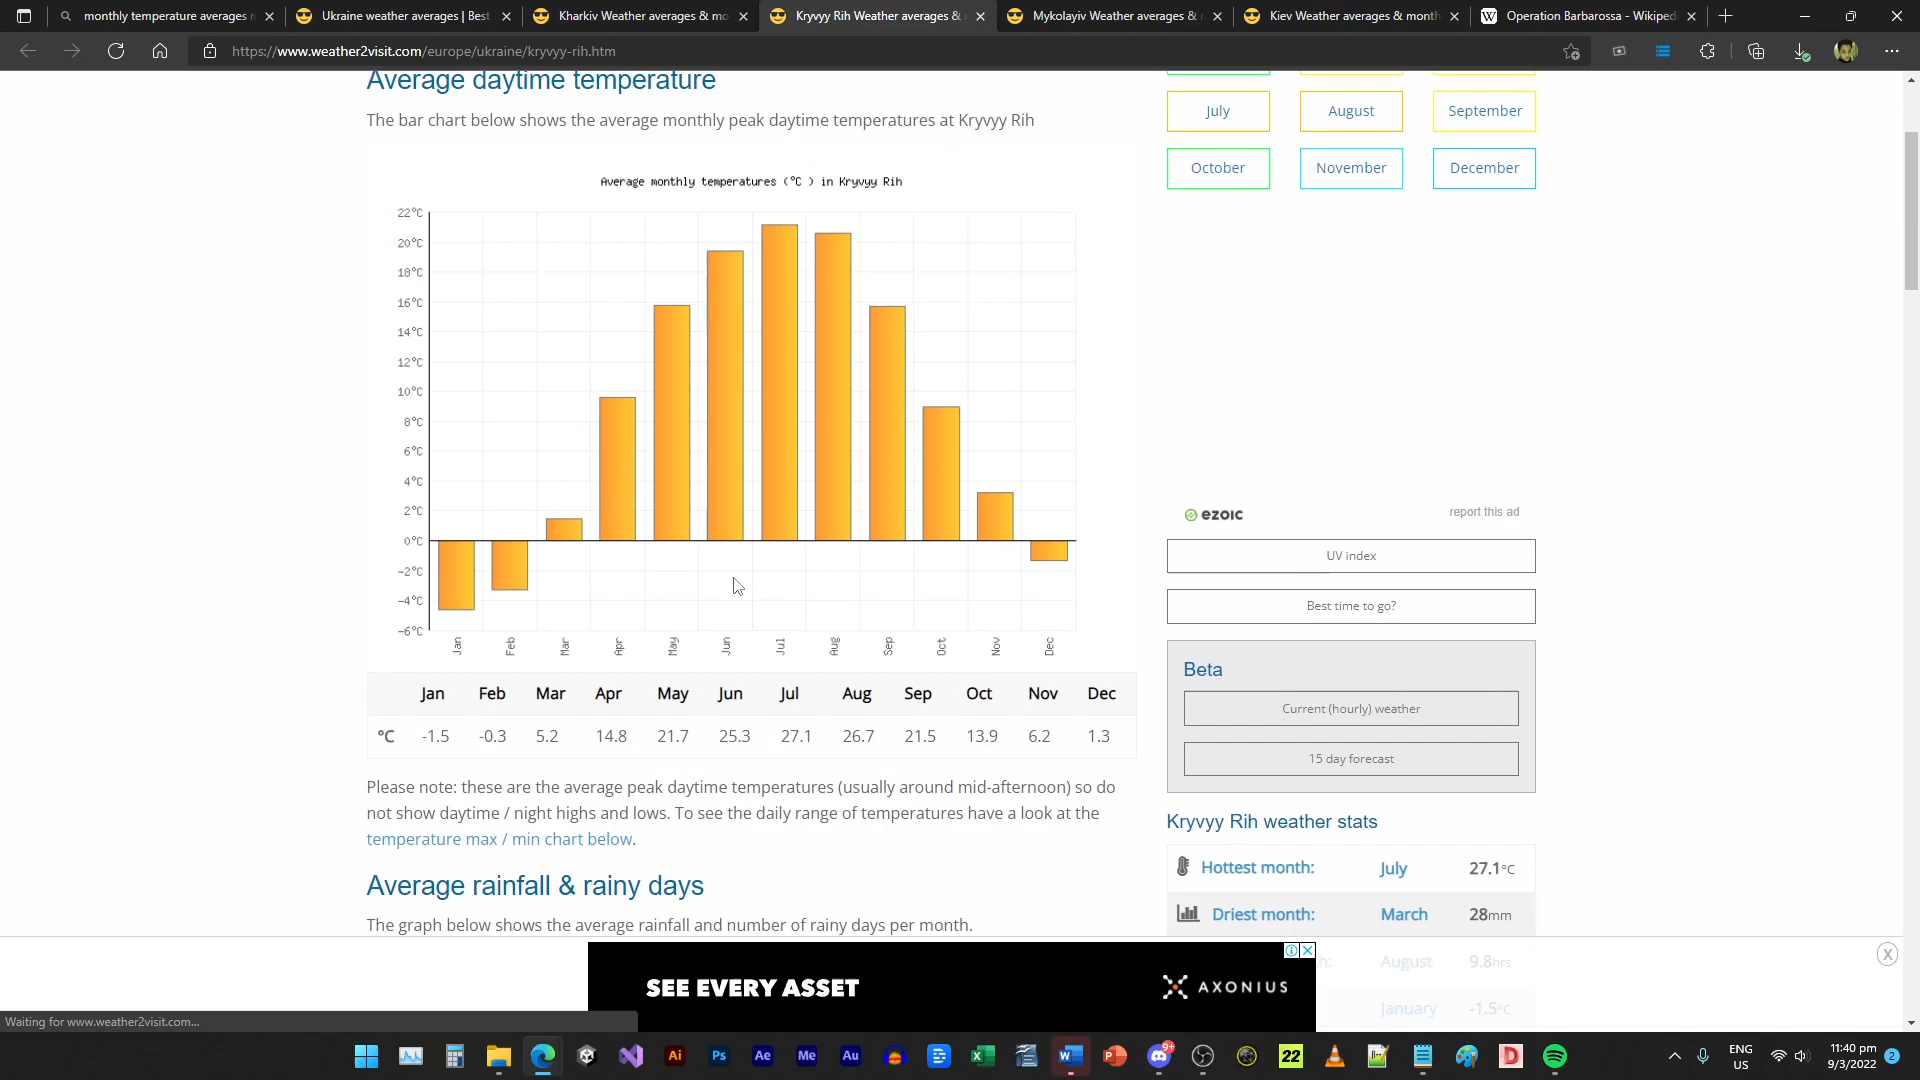 monthly temperature averages
Ukraine weather averages | Best
Kharkiv Weather averages & mo
Kryvyy Rih Weather averages &
Mykolayiv Weather averages &
Kiev Weather averages & month
Operation Barbarossa - Wikiped
https://www.weather2visit.com/europe/ukraine/kryvyy-rih.htm
Average daytime temperature
The bar chart below shows the average monthly peak daytime temperatures at Kryvyy Rih
July August September
October November December
Average monthly temperatures (°C ) in Kryvyy Rih
22°C
20°C
18°C
16°C
14°C
12°C
10°C
8°C
6°C
4°C
2°C
0°C
-2°C
-4°C
-6°C
Jan Feb Mar Apr May Jun Jul Aug Sep Oct Nov Dec
Jan Feb Mar Apr May Jun Jul Aug Sep Oct Nov Dec
°C -1.5 -0.3 5.2 14.8 21.7 25.3 27.1 26.7 21.5 13.9 6.2 1.3
Please note: these are the average peak daytime temperatures (usually around mid-afternoon) so do
not show daytime / night highs and lows. To see the daily range of temperatures have a look at the
temperature max / min chart below.
Average rainfall & rainy days
The graph below shows the average rainfall and number of rainy days per month.
ezoic
report this ad
UV index
Best time to go?
Beta
Current (hourly) weather
15 day forecast
Kryvyy Rih weather stats
Hottest month: July 27.1°C
Driest month: March 28mm
h: August 9.8hrs
January -1.5°C
SEE EVERY ASSET
AXONIUS
X
Waiting for www.weather2visit.com...
Ai
Ps
Ae
Me
Au
9+
22
ENG
US
11:40 pm
9/3/2022
2